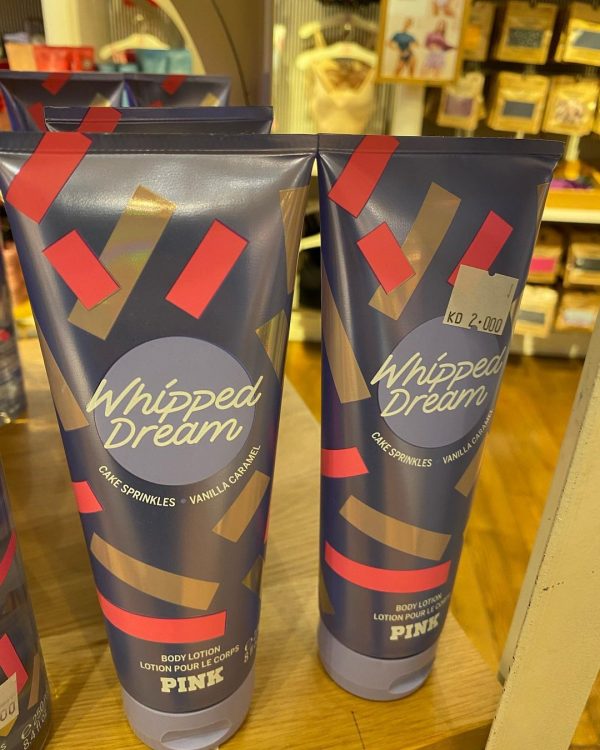 Whipped
Dream
CAKE SPRINKLES • VANILLA CARAMEL
BODY LOTION
LOTION POUR LE CORPS
PINK
KD 2.000
Whipped
Dream
CAKE SPRINKLES • VANILLA CARAMEL
BODY LOTION
LOTION POUR LE CORPS
PINK